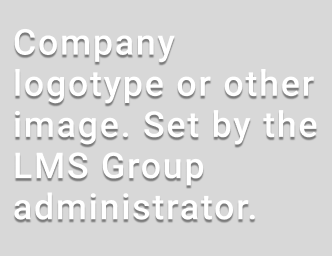 Company
logotype or other
image. Set by the
LMS Group
administrator.